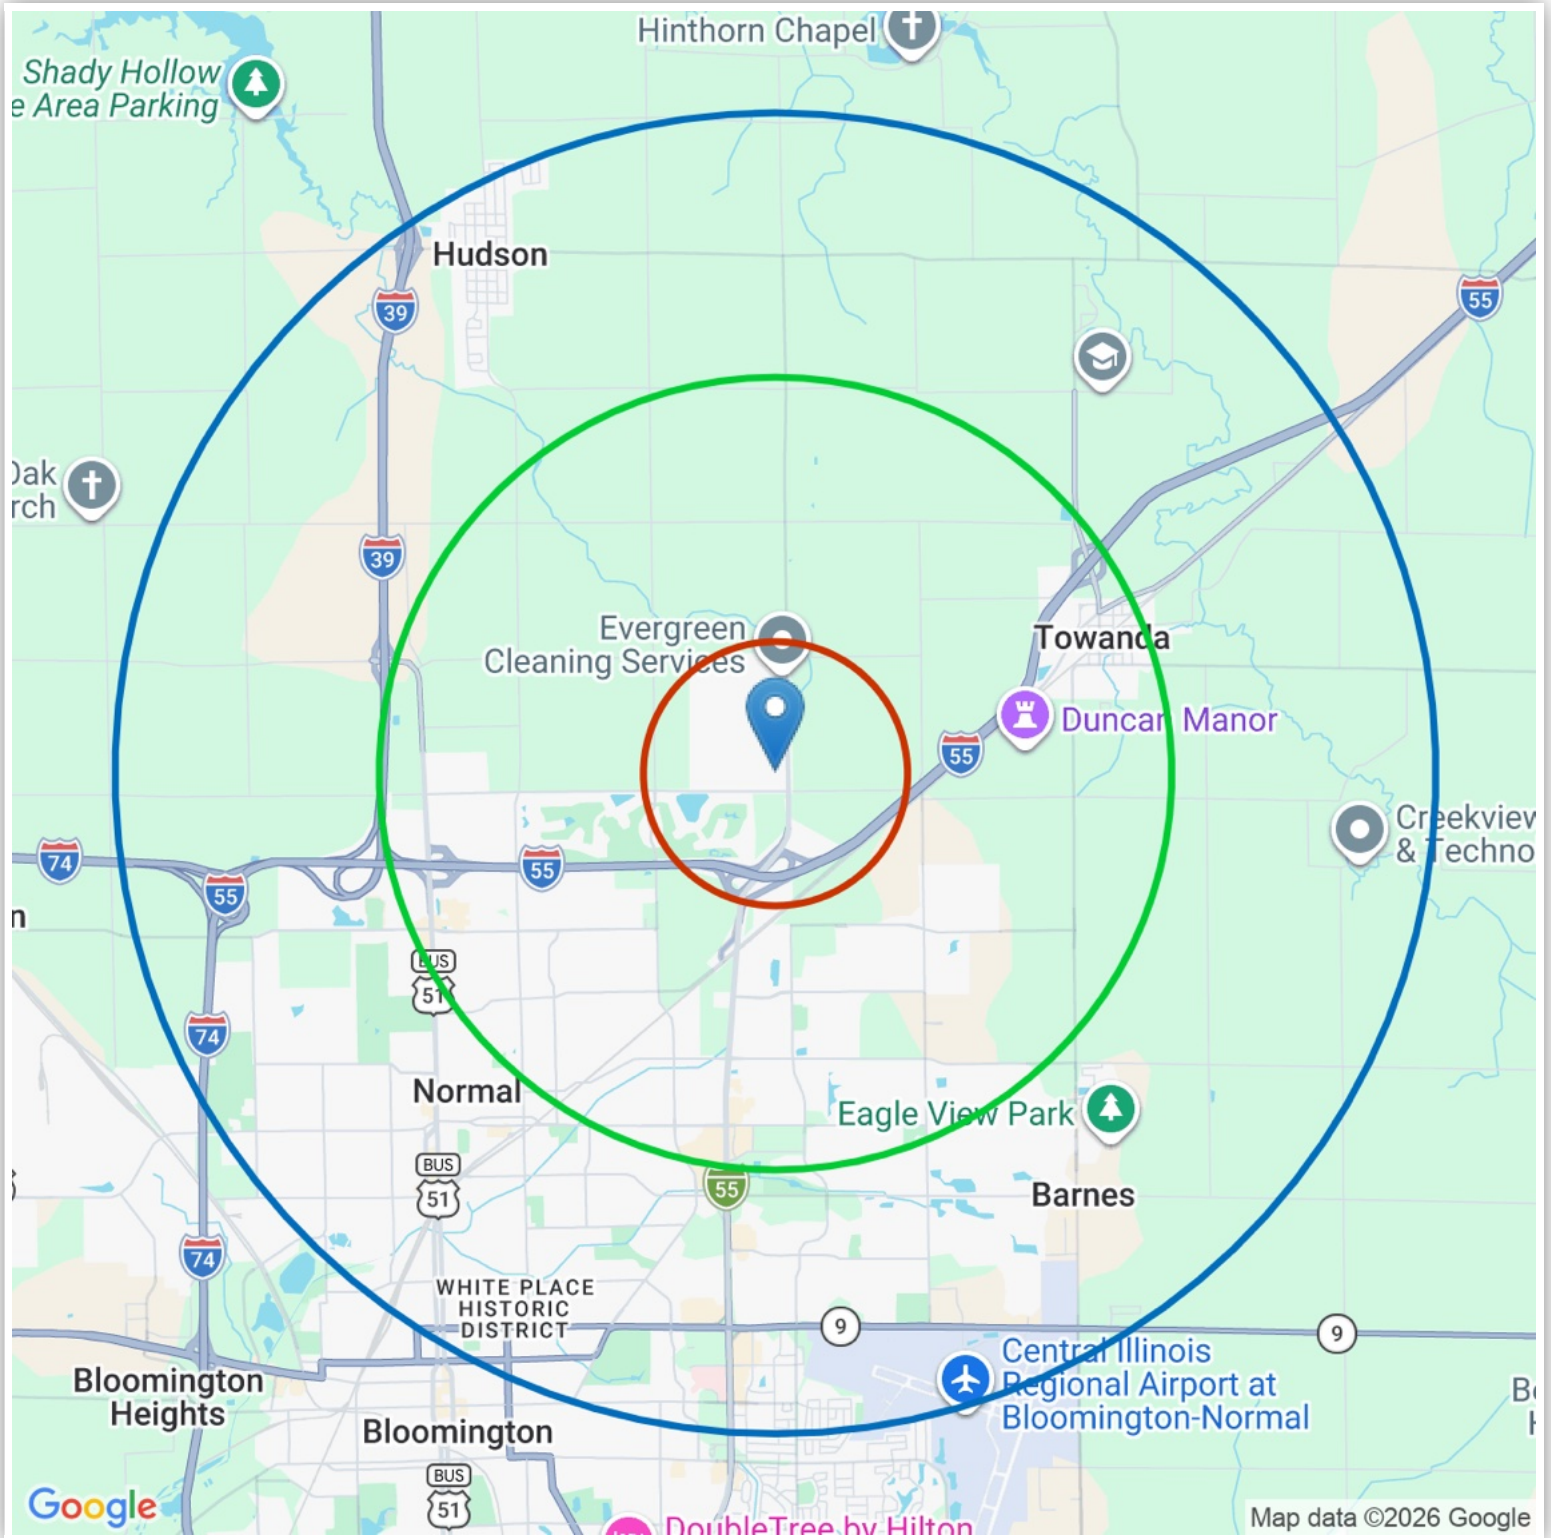 Hinthorn Chapel
Shady Hollow
e Area Parking
Hudson
39
55
Oak
rch
39
Evergreen
Cleaning Services
Towanda
Duncan Manor
55
Creekview
& Techno
74
55
55
n
BUS
51
74
Normal
Eagle View Park
BUS
51
55
Barnes
74
WHITE PLACE
HISTORIC
DISTRICT
9
9
Central Illinois
Regional Airport at
Bloomington-Normal
Bloomington
Heights
Bloomington
BUS
51
Google
DoubleTree by Hilton
Map data ©2026 Google